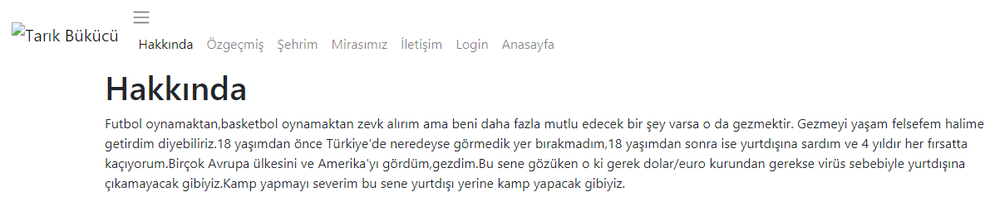 Tarık Bükücü
Hakkında Özgeçmiş Şehrim Mirasımız İletişim Login Anasayfa
Hakkında
Futbol oynamaktan,basketbol oynamaktan zevk alırım ama beni daha fazla mutlu edecek bir şey varsa o da gezmektir. Gezmeyi yaşam felsefem halime
getirdim diyebiliriz.18 yaşımdan önce Türkiye'de neredeyse görmedik yer bırakmadım,18 yaşımdan sonra ise yurtdışına sardım ve 4 yıldır her fırsatta
kaçıyorum.Birçok Avrupa ülkesini ve Amerika'yı gördüm,gezdim.Bu sene gözüken o ki gerek dolar/euro kurundan gerekse virüs sebebiyle yurtdışına
çıkamayacak gibiyiz.Kamp yapmayı severim bu sene yurtdışı yerine kamp yapacak gibiyiz.